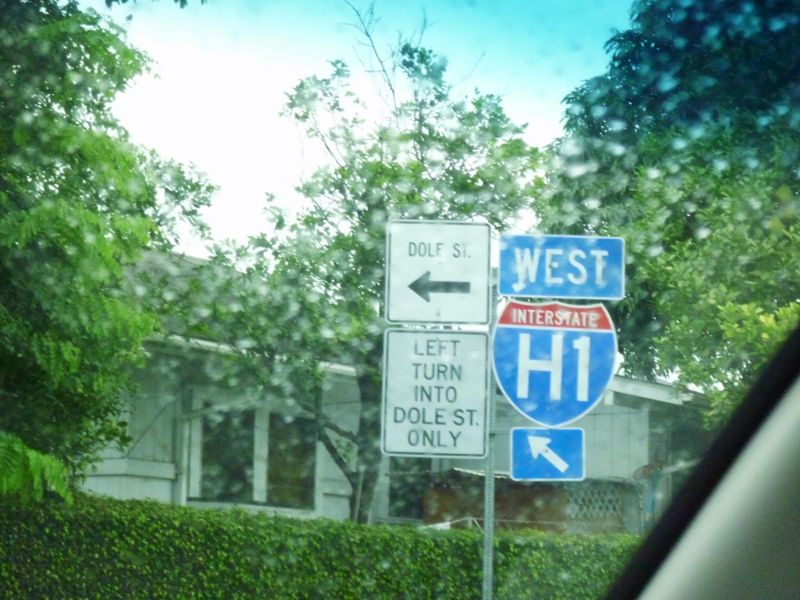 DOLE ST.
LEFT
TURN
INTO
DOLE ST.
ONLY
WEST
INTERSTATE
H1